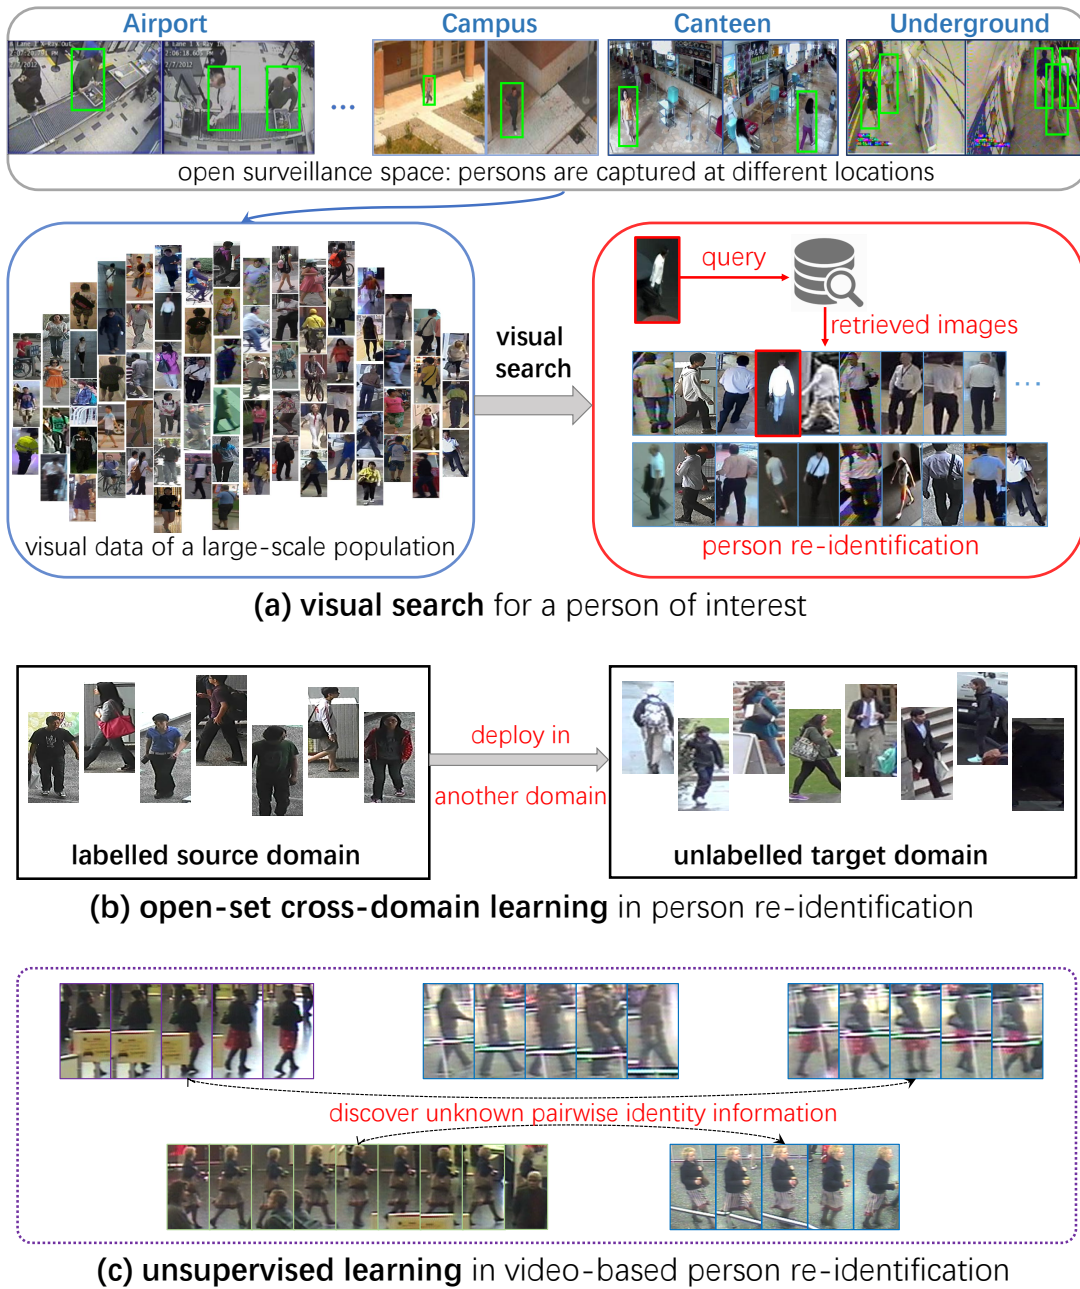 Airport
Campus
Canteen
Underground
...
open surveillance space: persons are captured at different locations
query
retrieved images
visual
search
...
visual data of a large-scale population
person re-identification
(a) visual search for a person of interest
deploy in
another domain
labelled source domain
unlabelled target domain
(b) open-set cross-domain learning in person re-identification
discover unknown pairwise identity information
(c) unsupervised learning in video-based person re-identification